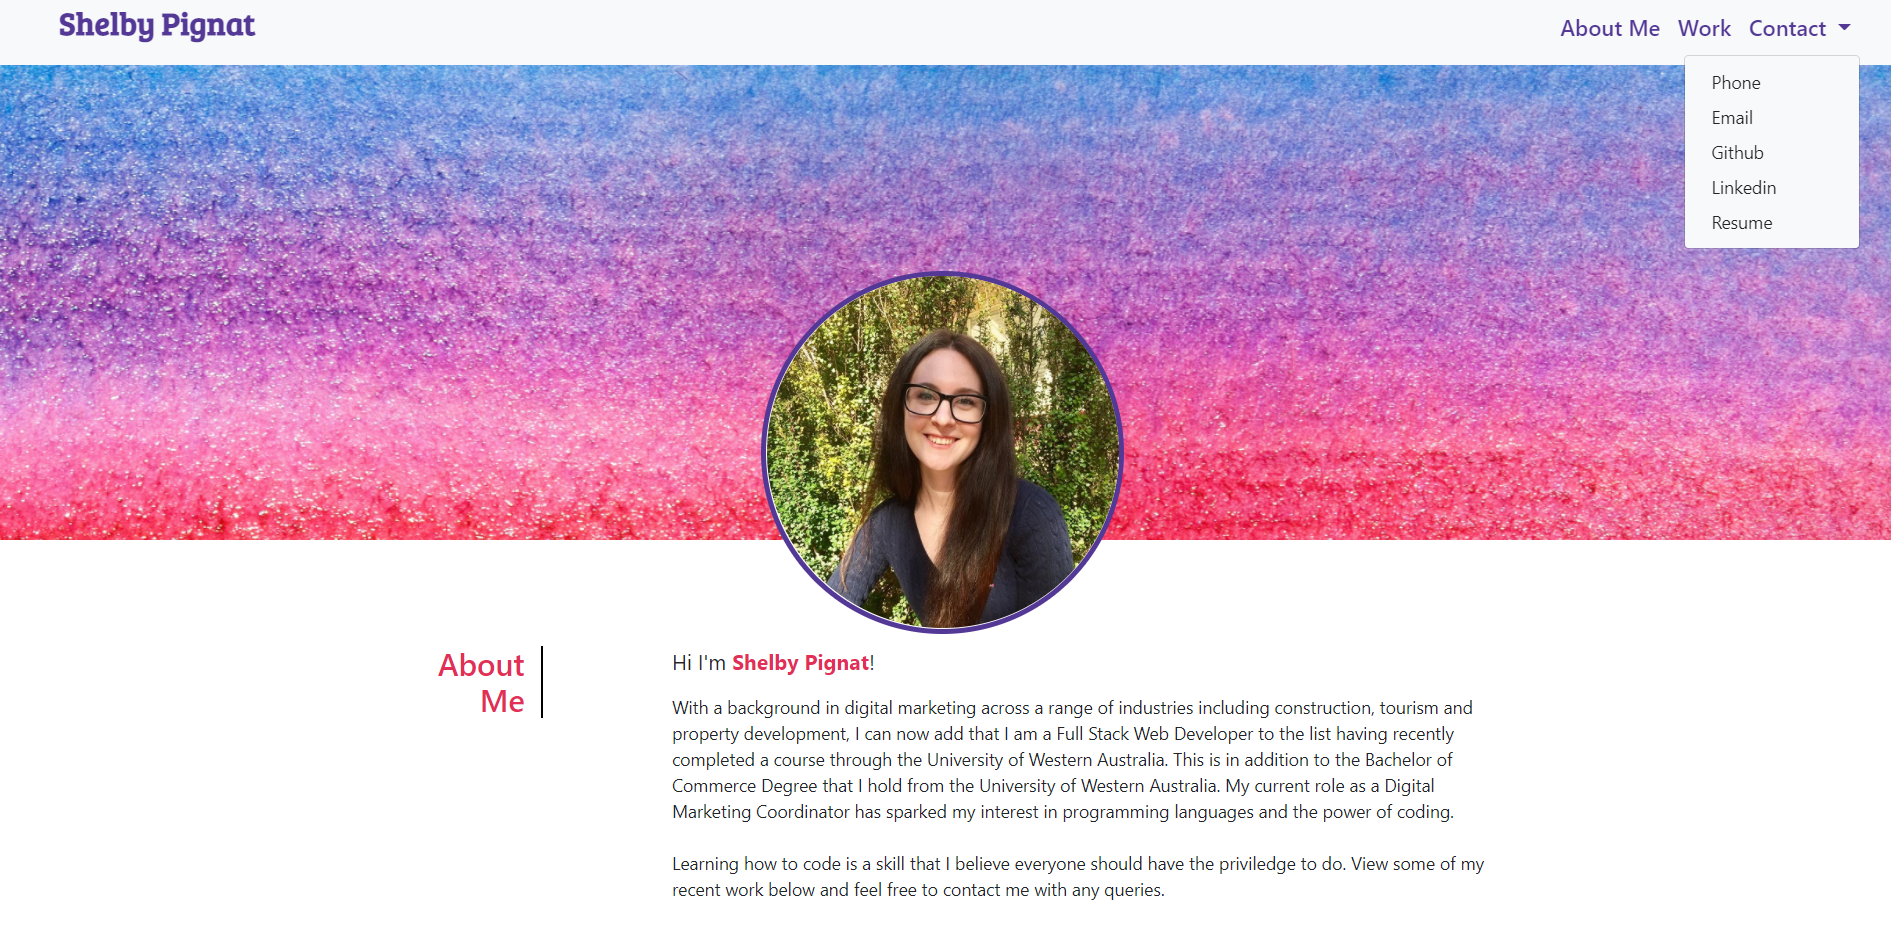 Shelby Pignat
About Me Work Contact
Phone
Email
Github
Linkedin
Resume
About
Me
Hi I'm Shelby Pignat!
With a background in digital marketing across a range of industries including construction, tourism and
property development, I can now add that I am a Full Stack Web Developer to the list having recently
completed a course through the University of Western Australia. This is in addition to the Bachelor of
Commerce Degree that I hold from the University of Western Australia. My current role as a Digital
Marketing Coordinator has sparked my interest in programming languages and the power of coding.
Learning how to code is a skill that I believe everyone should have the priviledge to do. View some of my
recent work below and feel free to contact me with any queries.